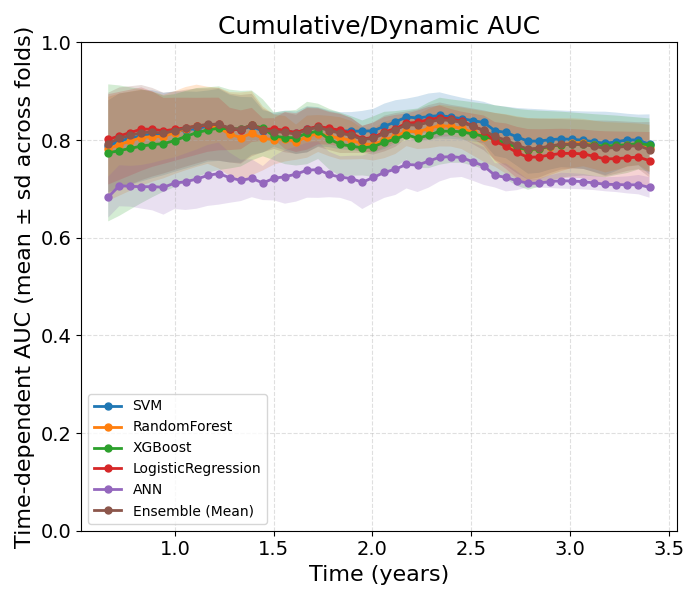 Cumulative/Dynamic AUC
Time-dependent AUC (mean ± sd across folds)
1.0
0.8
0.6
0.4
0.2
0.0
SVM
RandomForest
XGBoost
LogisticRegression
ANN
Ensemble (Mean)
1.0 1.5 2.0 2.5 3.0 3.5
Time (years)